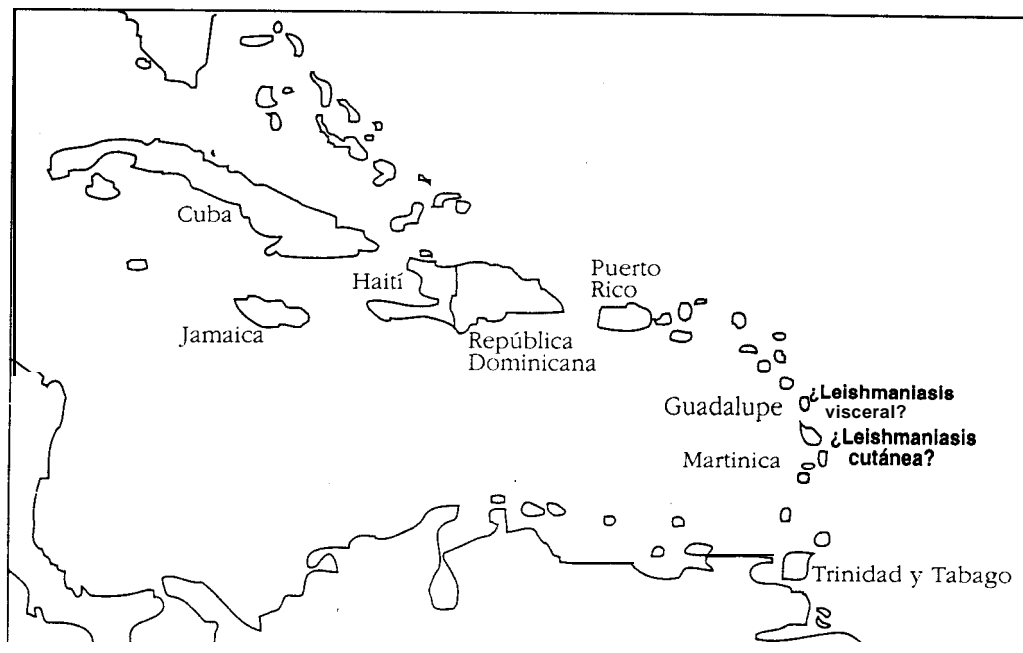 Cuba
Haití
Puerto
Rico
Jamaica
República
Dominicana
Guadalupe
¿Leishmaniasis
visceral?
¿Leishmaniasis
cutánea?
Martinica
Trinidad y Tabago